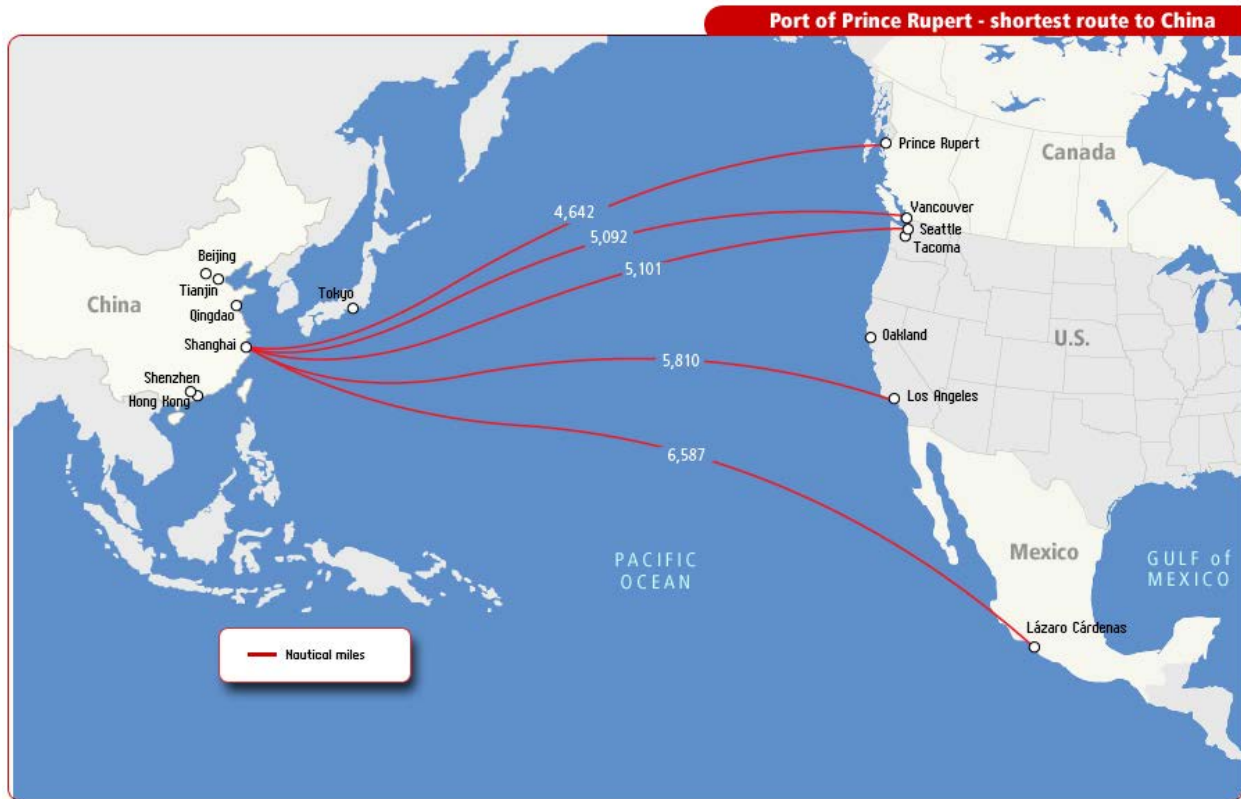 Port of Prince Rupert - shortest route to China
Prince Rupert
Canada
4,642
Vancouver
5,092
Seattle
Tacoma
5,101
Beijing
Tianjin
China
Tokyo
Qingdao
Shanghai
Oakland
U.S.
5,810
Shenzhen
Hong Kong
Los Angeles
6,587
Mexico
PACIFIC
OCEAN
GULF of
MEXICO
Lázaro Cárdenas
Nautical miles